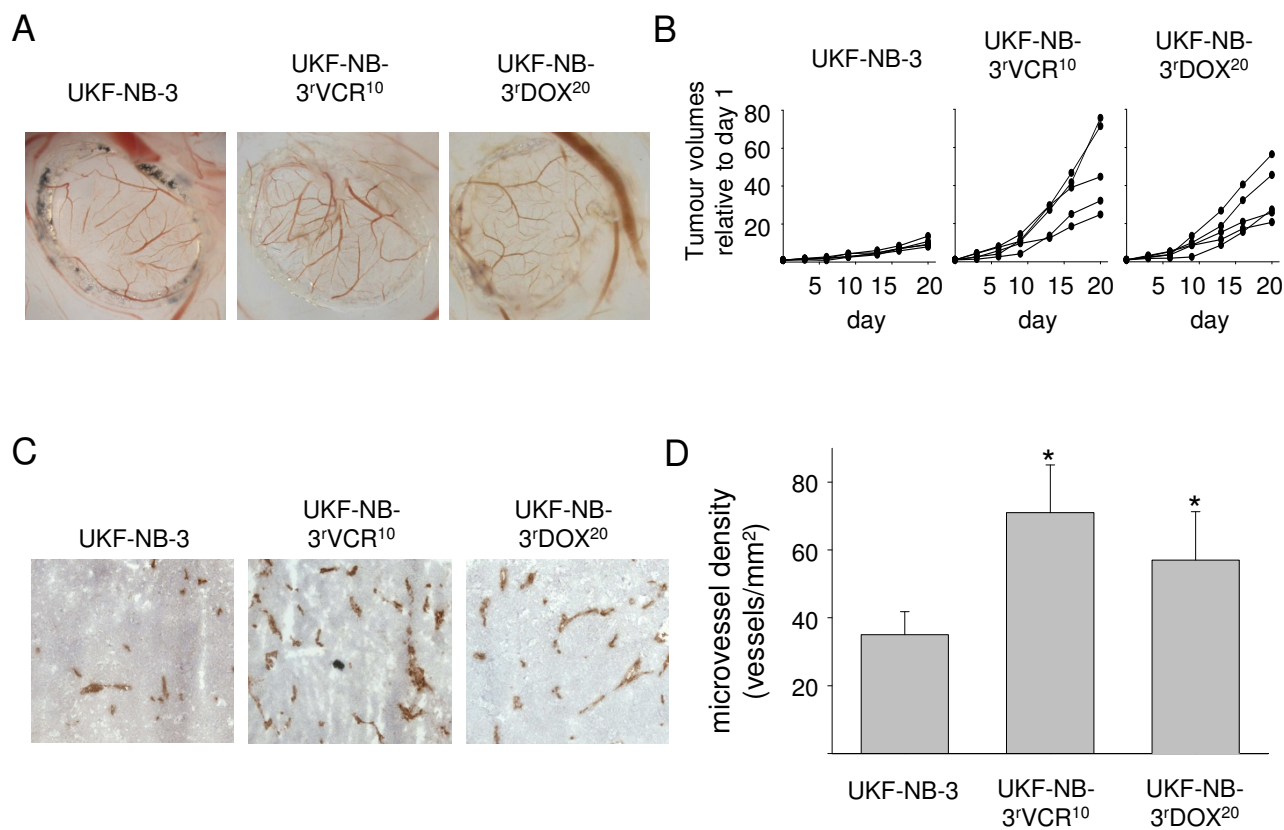 A
UKF-NB-3
UKF-NB-
3ʳVCR¹⁰
UKF-NB-
3ʳDOX²⁰
B
UKF-NB-3
UKF-NB-
3ʳVCR¹⁰
UKF-NB-
3ʳDOX²⁰
Tumour volumes
relative to day 1
80
60
40
20
5 10 15 20
5 10 15 20
5 10 15 20
day
day
day
C
UKF-NB-3
UKF-NB-
3ʳVCR¹⁰
UKF-NB-
3ʳDOX²⁰
D
microvessel density
(vessels/mm²)
80
60
40
20
*
*
UKF-NB-3
UKF-NB-
3ʳVCR¹⁰
UKF-NB-
3ʳDOX²⁰